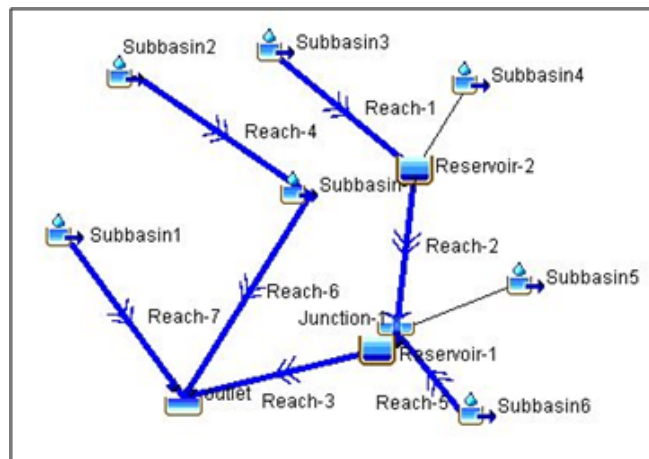 Subbasin3
Subbasin2
Subbasin4
Reach-1
Reach-4
Reservoir-2
Subbasin-
Subbasin1
Reach-2
Reach-6
Subbasin5
Reach-7
Junction-1
Reservoir-1
outlet
Reach-3
Reach-5
Subbasin6